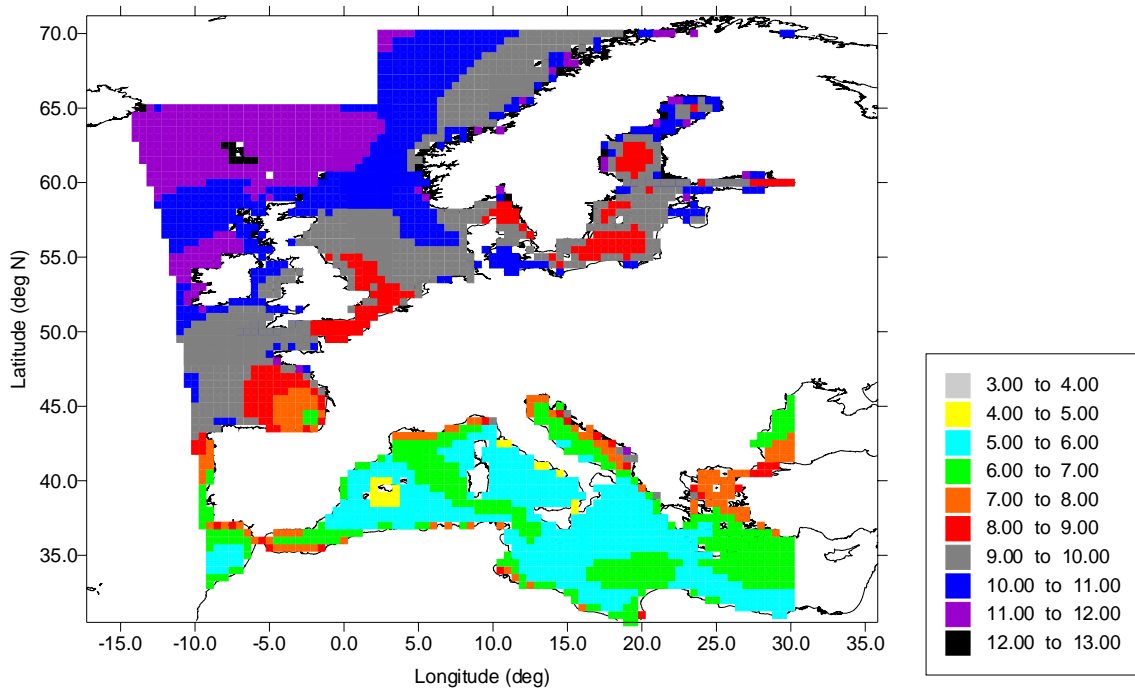 70.0
65.0
60.0
55.0
50.0
45.0
40.0
35.0
Latitude (deg N)
-15.0 -10.0 -5.0 0.0 5.0 10.0 15.0 20.0 25.0 30.0 35.0
Longitude (deg)
3.00 to 4.00
4.00 to 5.00
5.00 to 6.00
6.00 to 7.00
7.00 to 8.00
8.00 to 9.00
9.00 to 10.00
10.00 to 11.00
11.00 to 12.00
12.00 to 13.00